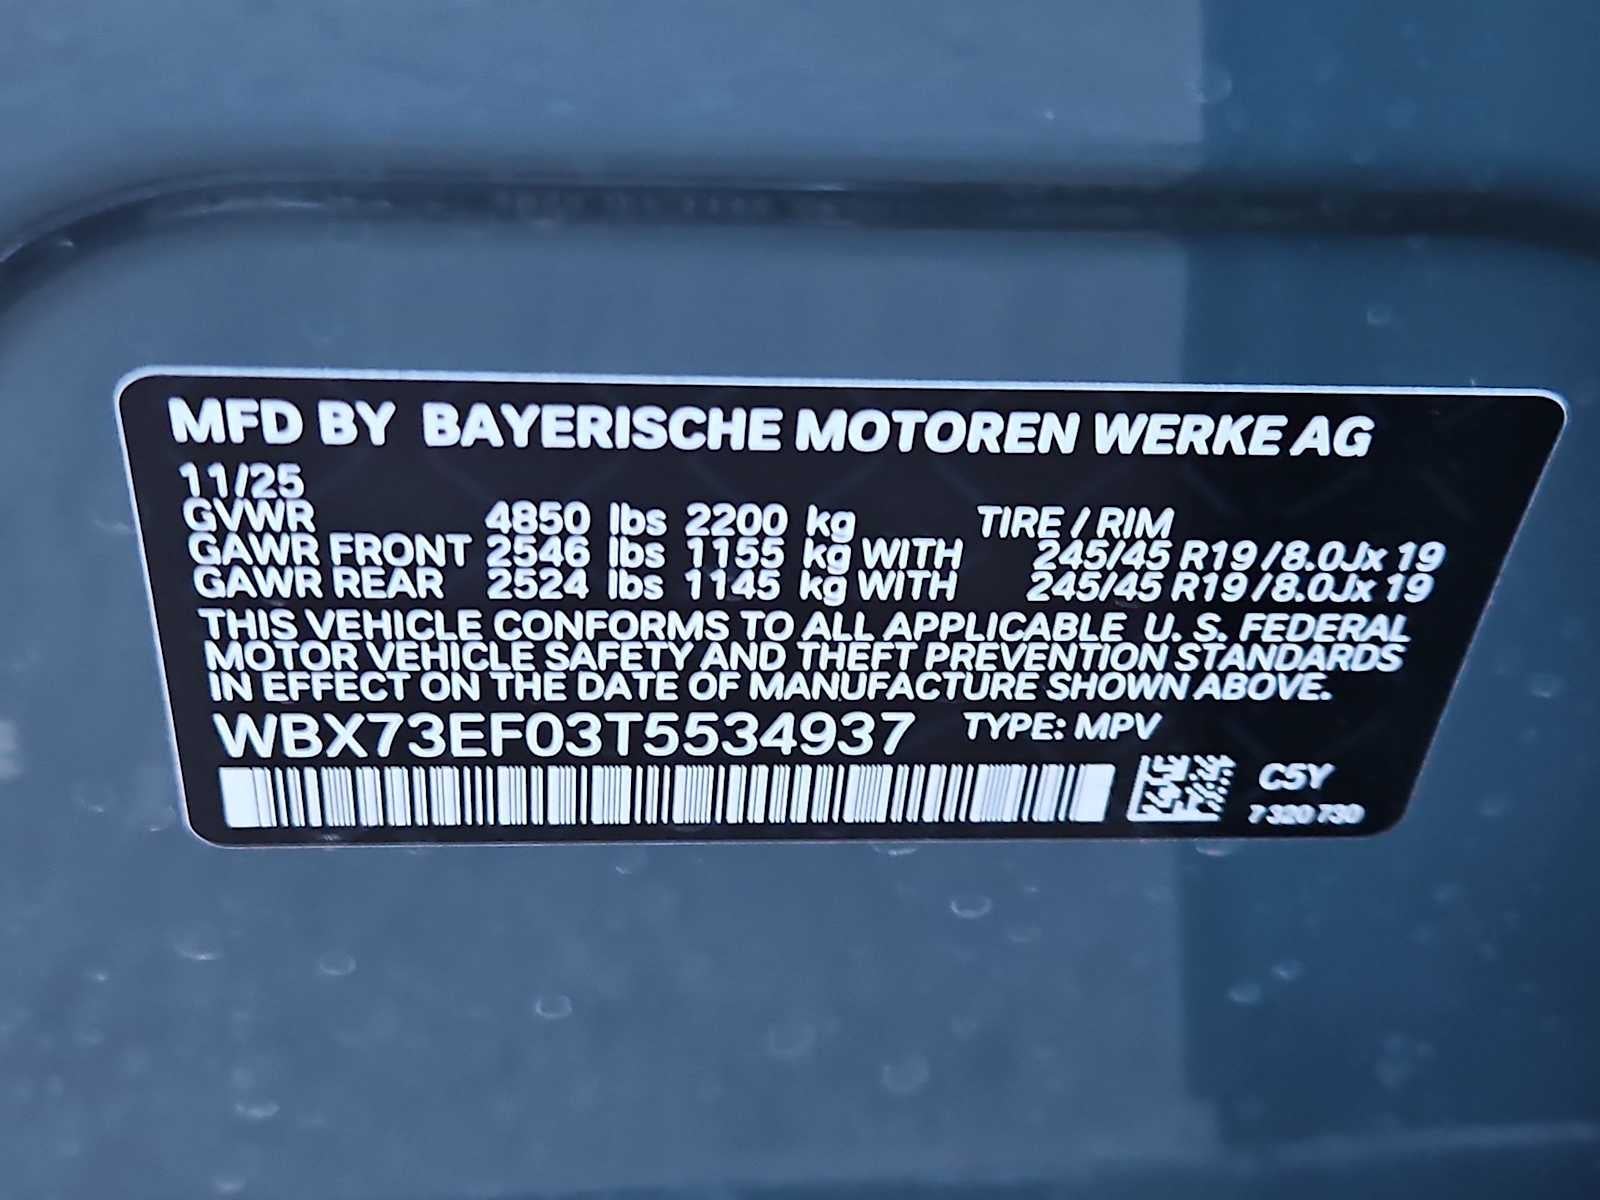 MFD BY BAYERISCHE MOTOREN WERKE AG
11/25
GVWR 4850 lbs 2200 kg TIRE / RIM
GAWR FRONT 2546 lbs 1155 kg WITH 245/45 R19 / 8.0Jx 19
GAWR REAR 2524 lbs 1145 kg WITH 245/45 R19 / 8.0Jx 19
THIS VEHICLE CONFORMS TO ALL APPLICABLE U. S. FEDERAL
MOTOR VEHICLE SAFETY AND THEFT PREVENTION STANDARDS
IN EFFECT ON THE DATE OF MANUFACTURE SHOWN ABOVE.
WBX73EF03T5534937 TYPE: MPV
C5Y
7 320 730